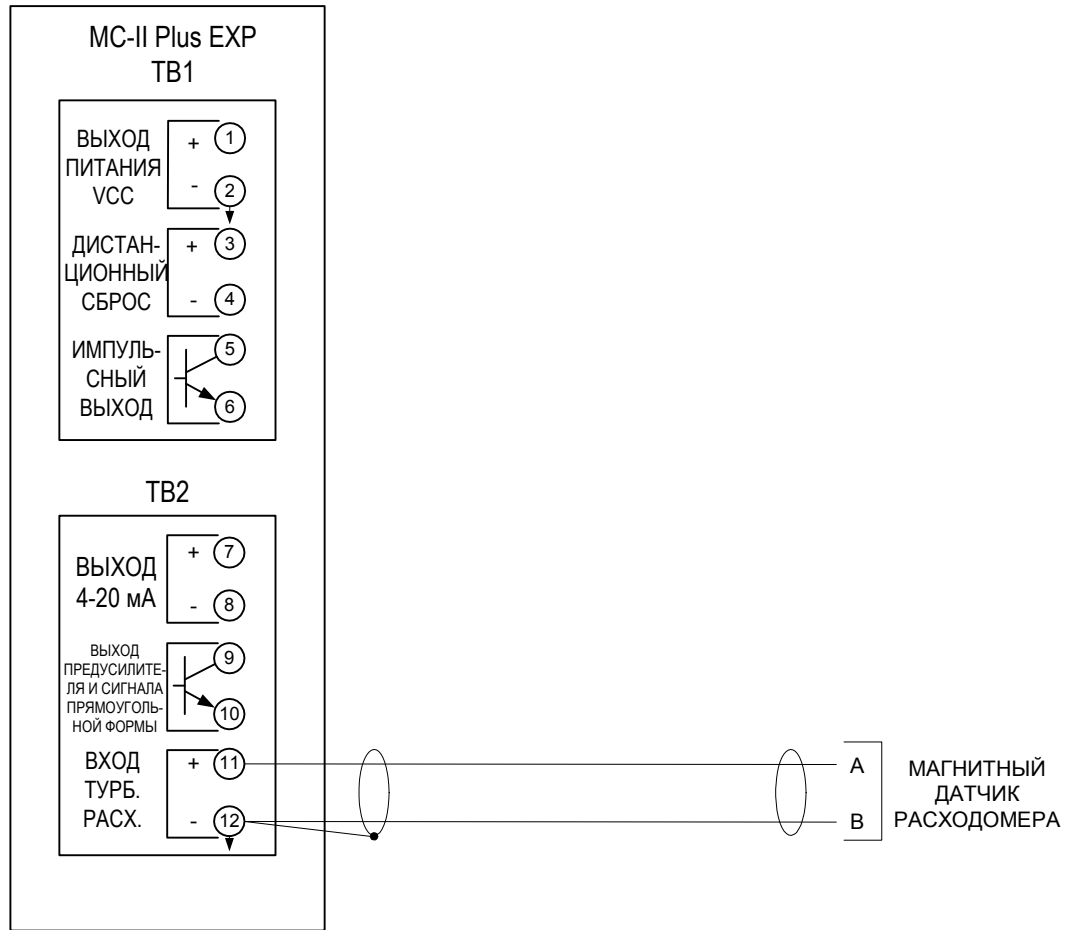 MC-II Plus EXP
TB1
ВЫХОД
ПИТАНИЯ
VCC
+ 1
- 2
ДИСТАН-
ЦИОННЫЙ
СБРОС
+ 3
- 4
ИМПУЛЬ-
СНЫЙ
ВЫХОД
5
6
TB2
ВЫХОД
4-20 мА
+ 7
- 8
ВЫХОД
ПРЕДУСИЛИТЕ-
ЛЯ И СИГНАЛА
ПРЯМОУГОЛЬ-
НОЙ ФОРМЫ
9
10
ВХОД
ТУРБ.
РАСХ.
+ 11
- 12
A
B
МАГНИТНЫЙ
ДАТЧИК
РАСХОДОМЕРА